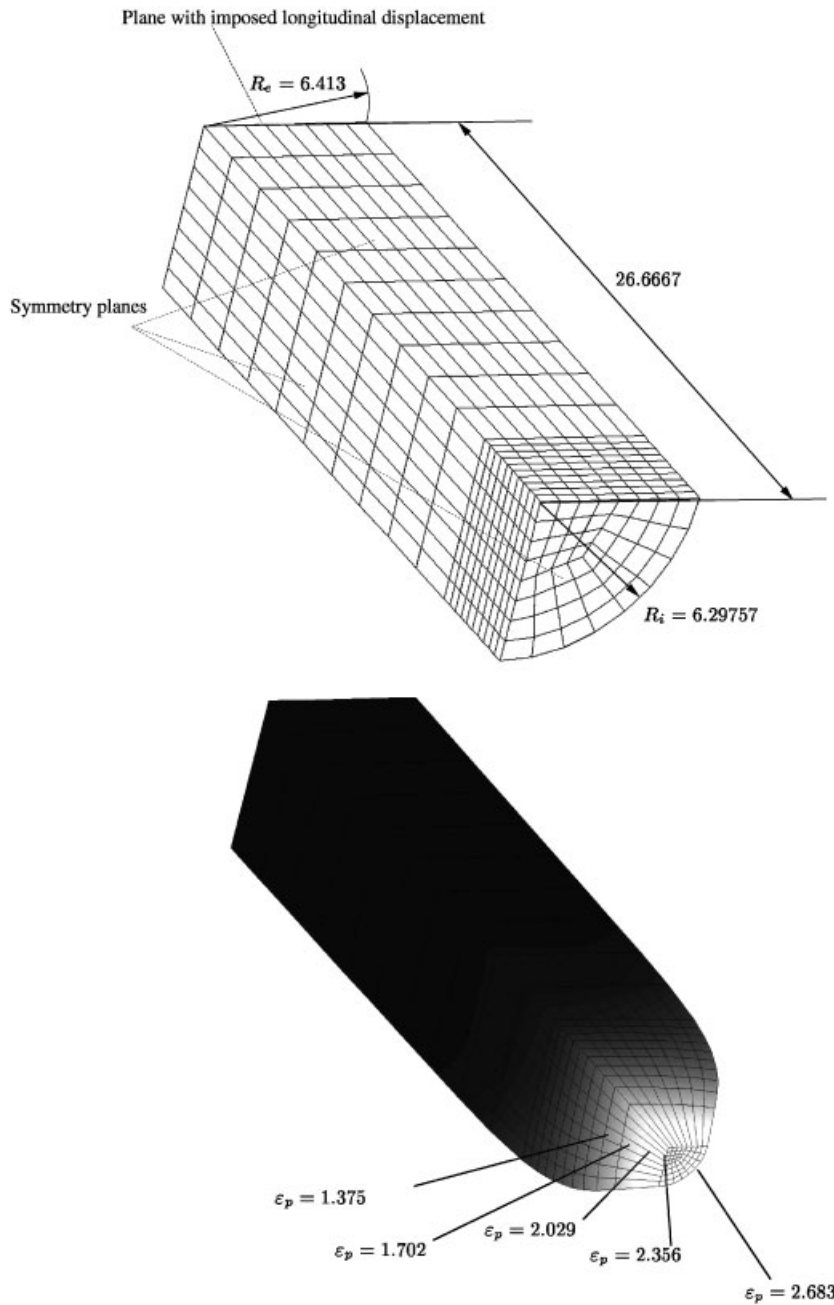 Plane with imposed longitudinal displacement
R_e = 6.413
26.6667
Symmetry planes
R_i = 6.29757
ε_p = 1.375
ε_p = 2.029
ε_p = 1.702
ε_p = 2.356
ε_p = 2.683